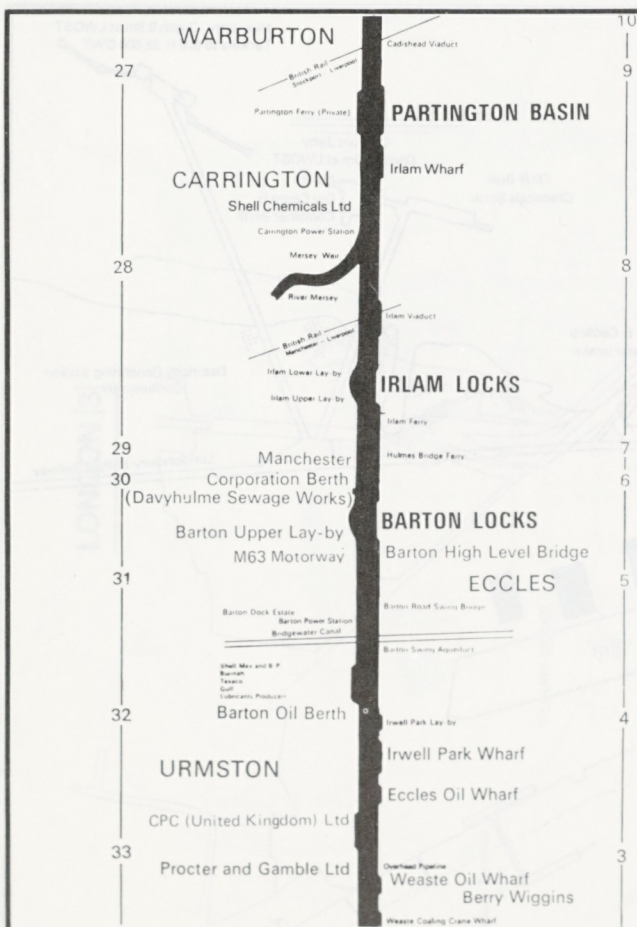 WARBURTON
10
Cadishead Viaduct
British Rail
Stockport - Liverpool
27
9
Partington Ferry (Private)
PARTINGTON BASIN
Irlam Wharf
CARRINGTON
Shell Chemicals Ltd
Carrington Power Station
Mersey Weir
28
8
River Mersey
Irlam Viaduct
British Rail
Manchester - Liverpool
Irlam Lower Lay-by
IRLAM LOCKS
Irlam Upper Lay-by
Irlam Ferry
29
7
Manchester
Hulmes Bridge Ferry
30
Corporation Berth
6
(Davyhulme Sewage Works)
BARTON LOCKS
Barton Upper Lay-by
M63 Motorway
Barton High Level Bridge
31
ECCLES
5
Barton Dock Estate
Barton Road Swing Bridge
Barton Power Station
Bridgewater Canal
Barton Swing Aqueduct
Shell Mex and B.P.
Burmah
Texaco
Gulf
Lubricants Producers
32
Barton Oil Berth
4
Irwell Park Lay-by
Irwell Park Wharf
URMSTON
Eccles Oil Wharf
CPC (United Kingdom) Ltd
33
3
Overhead Pipeline
Procter and Gamble Ltd
Weaste Oil Wharf
Berry Wiggins
Weaste Coaling Crane Wharf